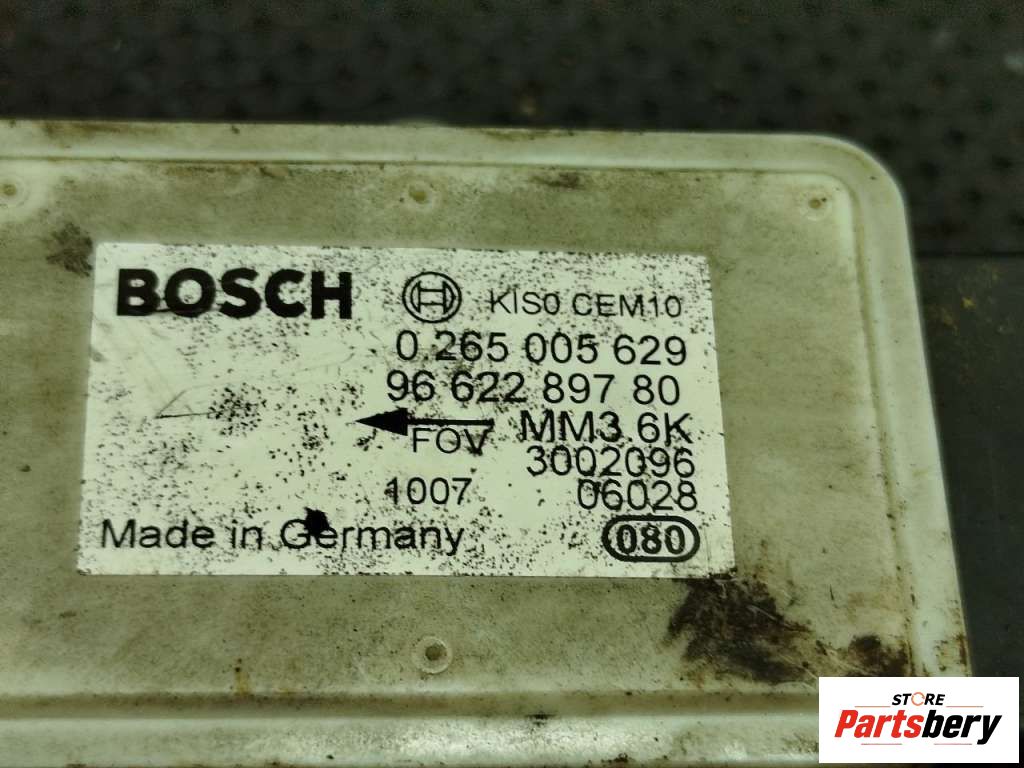 BOSCH KIS0 CEM10
0 265 005 629
96 622 897 80
FOV MM3 6K
3002096
1007 06028
Made in Germany 080
STORE
Partsbery